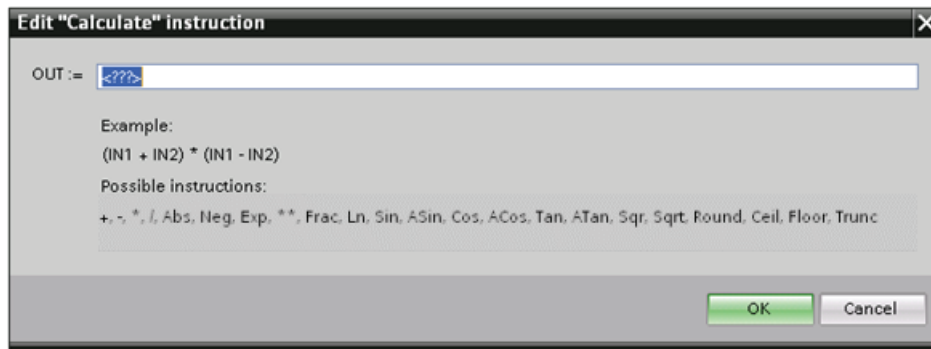 Edit "Calculate" instruction
OUT := <???>
Example:
(IN1 + IN2) * (IN1 - IN2)
Possible instructions:
+, -, *, /, Abs, Neg, Exp, **, Frac, Ln, Sin, ASin, Cos, ACos, Tan, ATan, Sqr, Sqrt, Round, Ceil, Floor, Trunc
OK Cancel